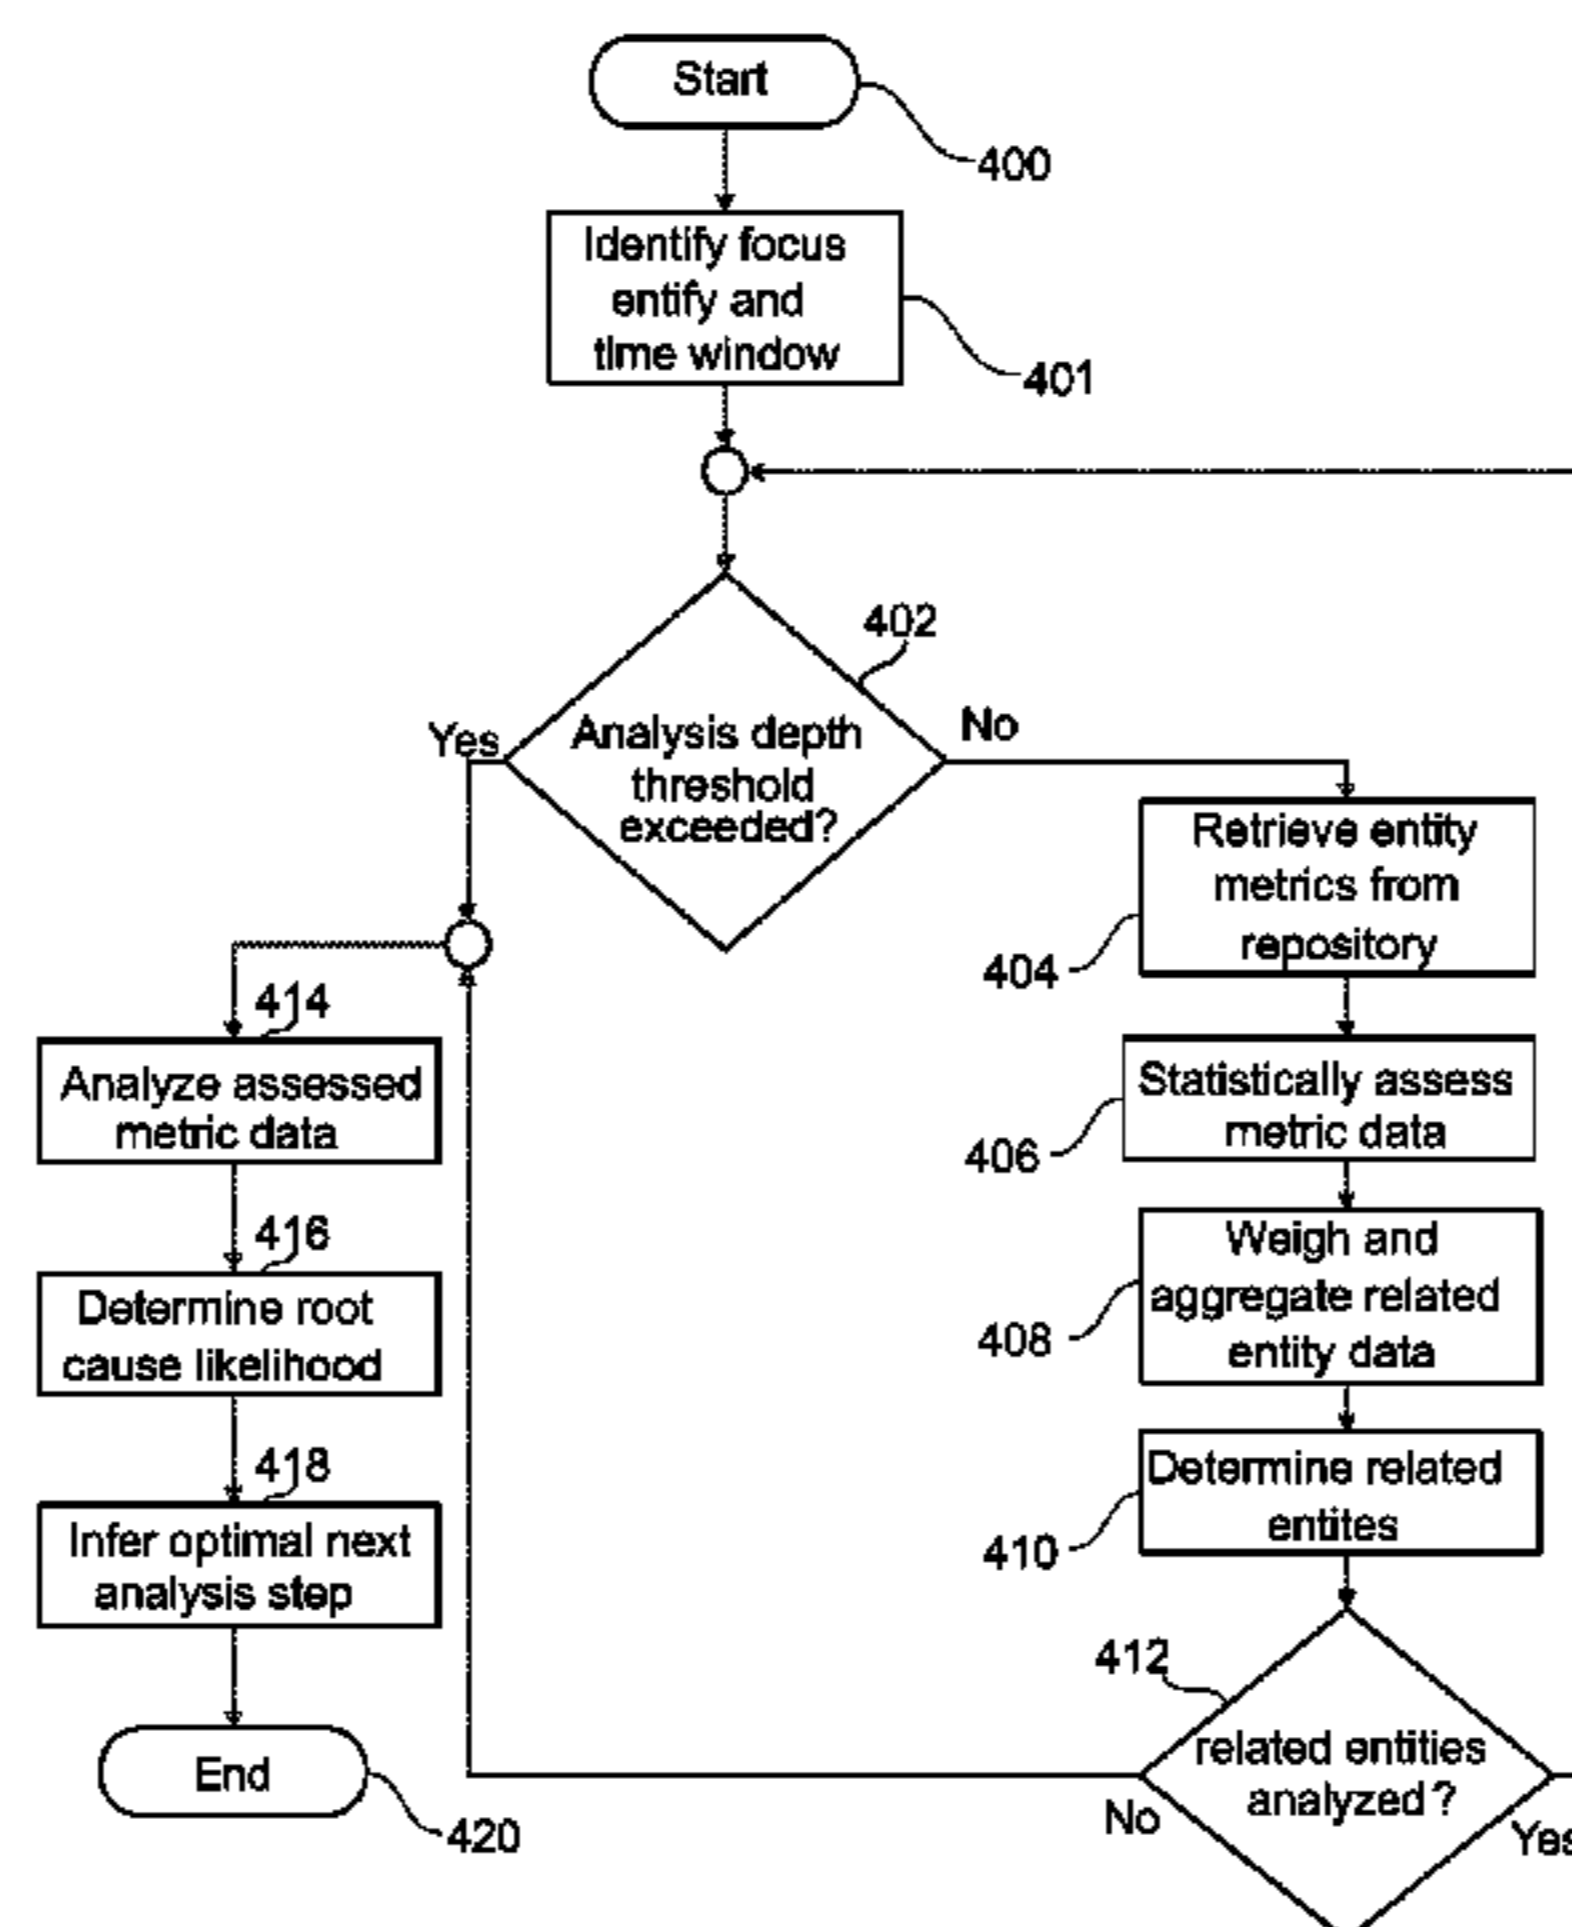 Start
400
Identify focus
entify and
time window
401
402
Yes
Analysis depth
threshold
exceeded?
No
Retrieve entity
metrics from
repository
404
414
Analyze assessed
metric data
Statistically assess
metric data
406
416
Determine root
cause likelihood
Weigh and
aggregate related
entity data
408
418
Infer optimal next
analysis step
Determine related
entites
410
412
related entities
analyzed?
No
Yes
End
420